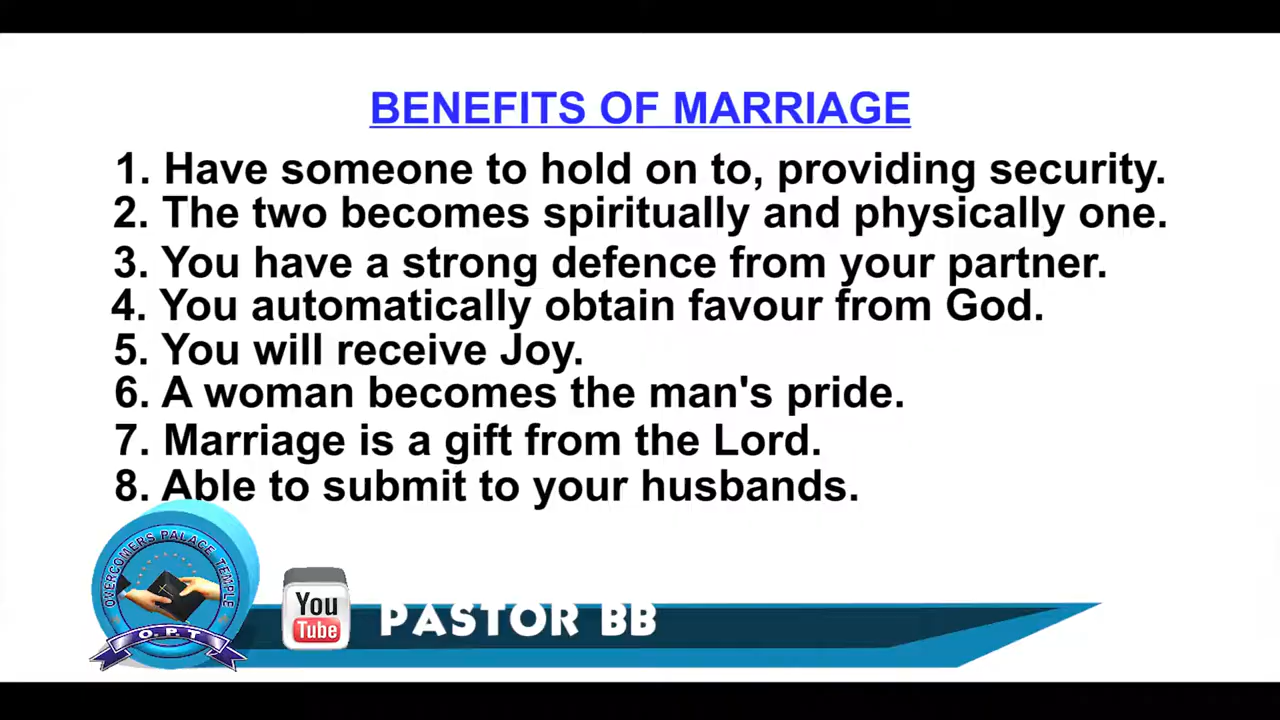 BENEFITS OF MARRIAGE
1. Have someone to hold on to, providing security.
2. The two becomes spiritually and physically one.
3. You have a strong defence from your partner.
4. You automatically obtain favour from God.
5. You will receive Joy.
6. A woman becomes the man's pride.
7. Marriage is a gift from the Lord.
8. Able to submit to your husbands.
OVERCOMERS PALACE TEMPLE
O.P.T
You
Tube
PASTOR BB